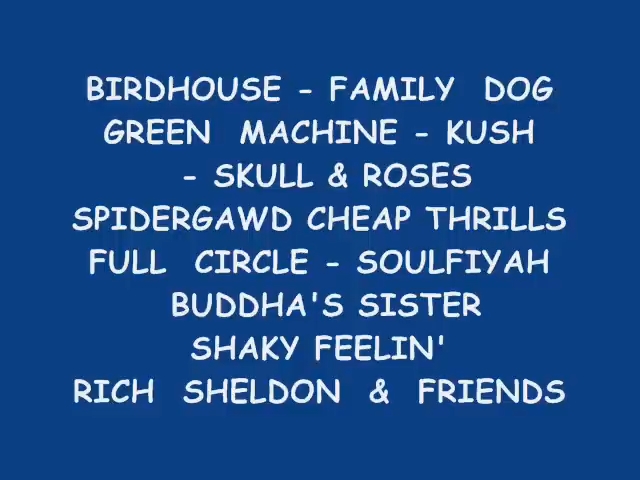 BIRDHOUSE - FAMILY DOG
GREEN MACHINE - KUSH
- SKULL & ROSES
SPIDERGAWD CHEAP THRILLS
FULL CIRCLE - SOULFIYAH
BUDDHA'S SISTER
SHAKY FEELIN'
RICH SHELDON & FRIENDS